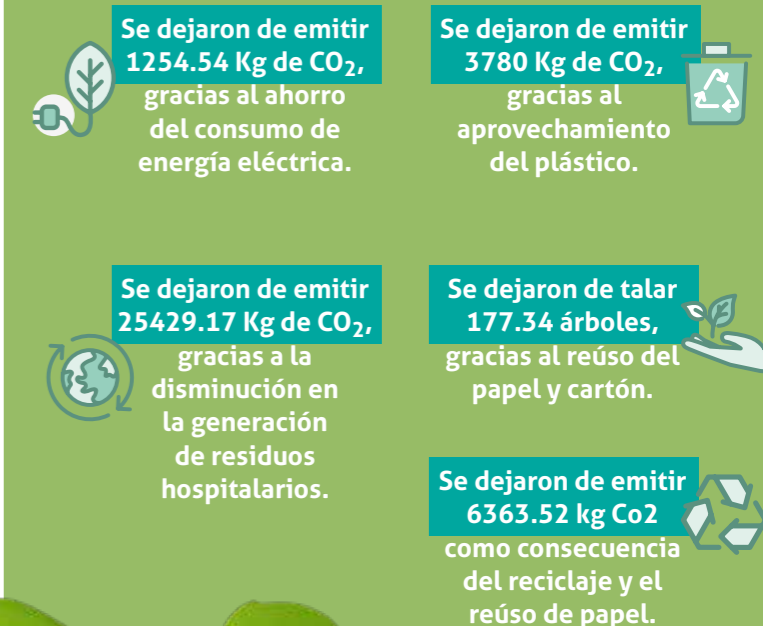 Se dejaron de emitir
1254.54 Kg de CO₂,
gracias al ahorro
del consumo de
energía eléctrica.
Se dejaron de emitir
3780 Kg de CO₂,
gracias al
aprovechamiento
del plástico.
Se dejaron de emitir
25429.17 Kg de CO₂,
gracias a la
disminución en
la generación
de residuos
hospitalarios.
Se dejaron de talar
177.34 árboles,
gracias al reúso del
papel y cartón.
Se dejaron de emitir
6363.52 kg Co2
como consecuencia
del reciclaje y el
reúso de papel.